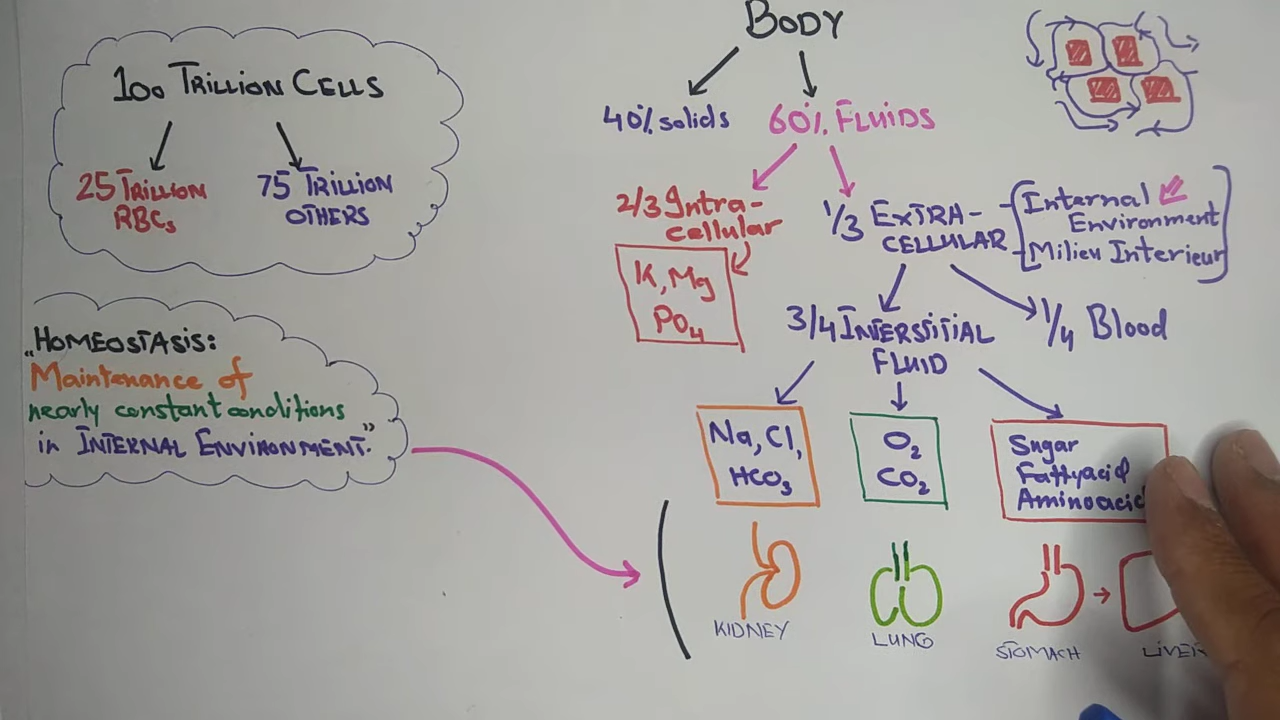 100 TRILLION CELLS
25 TRILLION
RBCs
75 TRILLION
OTHERS
„HOMEOSTASIS:
Maintenance of
nearly constant conditions
in INTERNAL ENVIRONMENT.”
BODY
40% solids
60% FLUIDS
2/3 Intra-
cellular
K, Mg
PO4
1/3 EXTRA-
CELLULAR
Internal
Environment
Milieu Interieur
3/4 INTERSTITIAL
FLUID
1/4 Blood
Na, Cl,
HCO3
O2
CO2
Sugar
Fattyacid
Aminoacid
KIDNEY
LUNG
STOMACH
LIVER